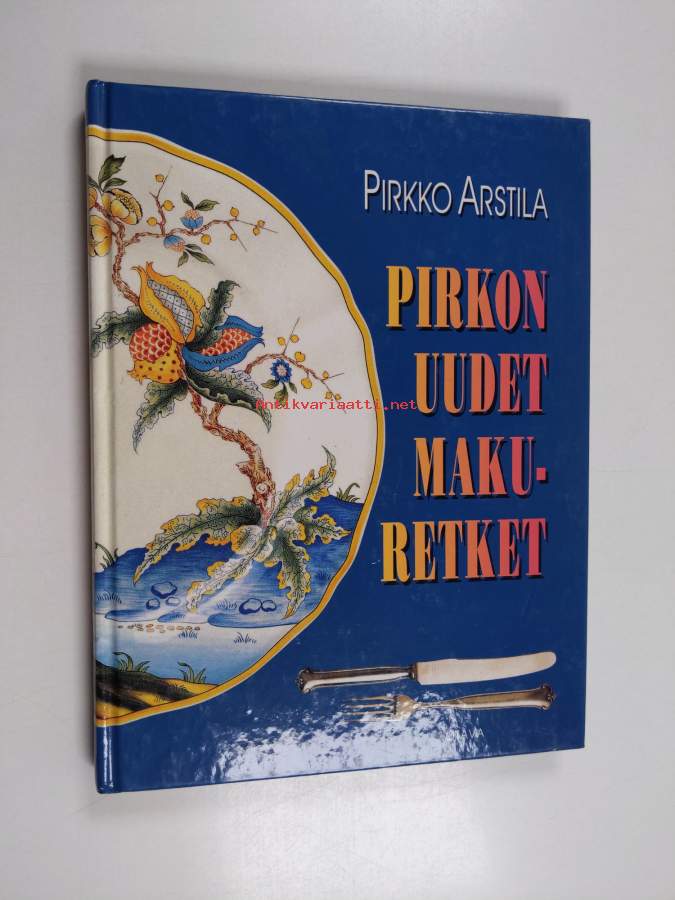 PIRKKO ARSTILA
PIRKON
UUDET
MAKU-
RETKET
Antikvariaatti.net